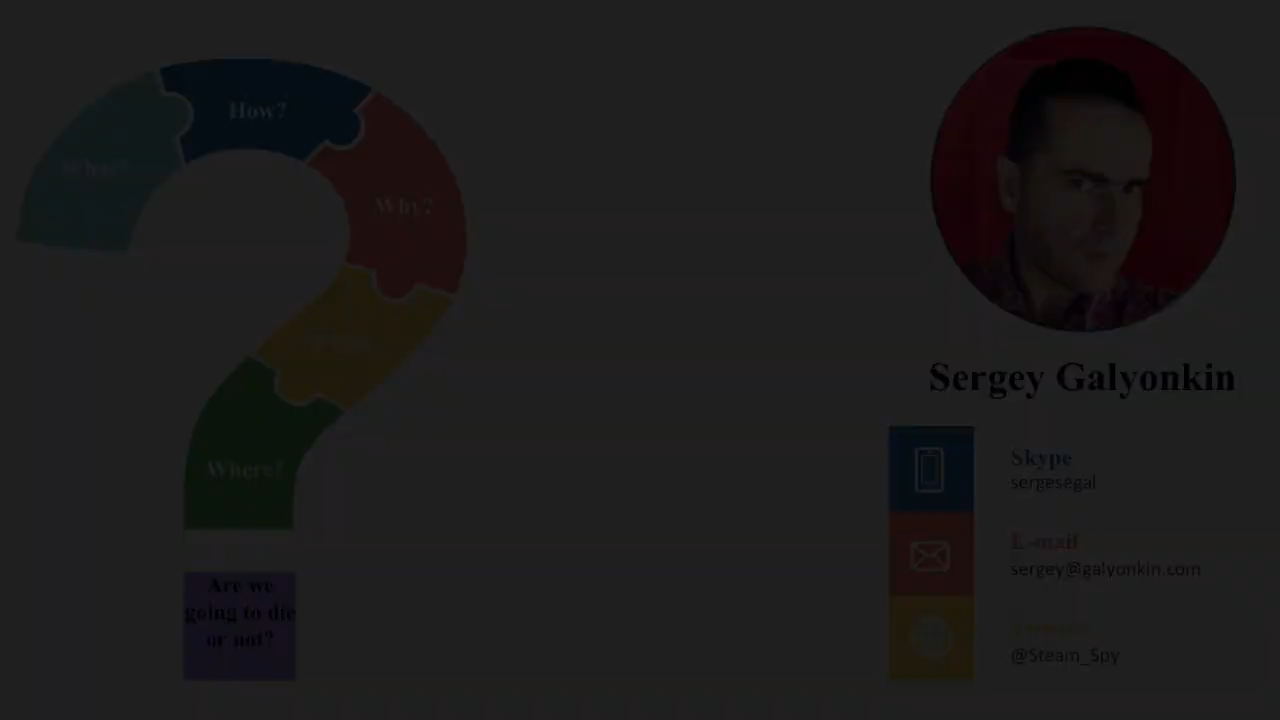 How?
What?
Why?
Where?
Are we
going to die
or not?
Sergey Galyonkin
Skype
sergesegal
E-mail
sergey@galyonkin.com
@Steam_Spy